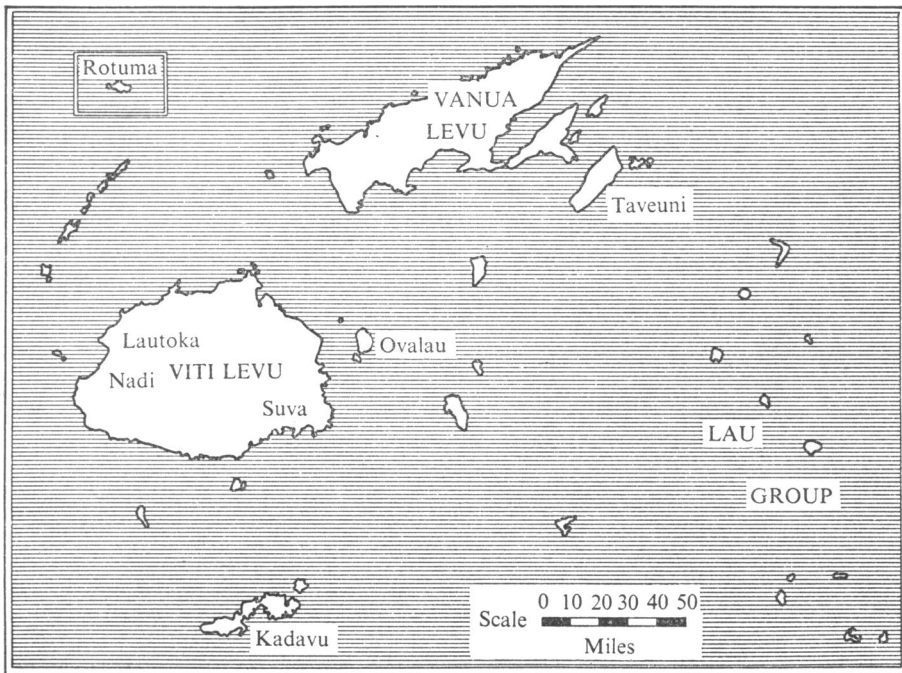 Rotuma
VANUA
LEVU
Taveuni
Lautoka
Ovalau
Nadi
VITI LEVU
Suva
LAU
GROUP
Scale
0 10 20 30 40 50
Miles
Kadavu